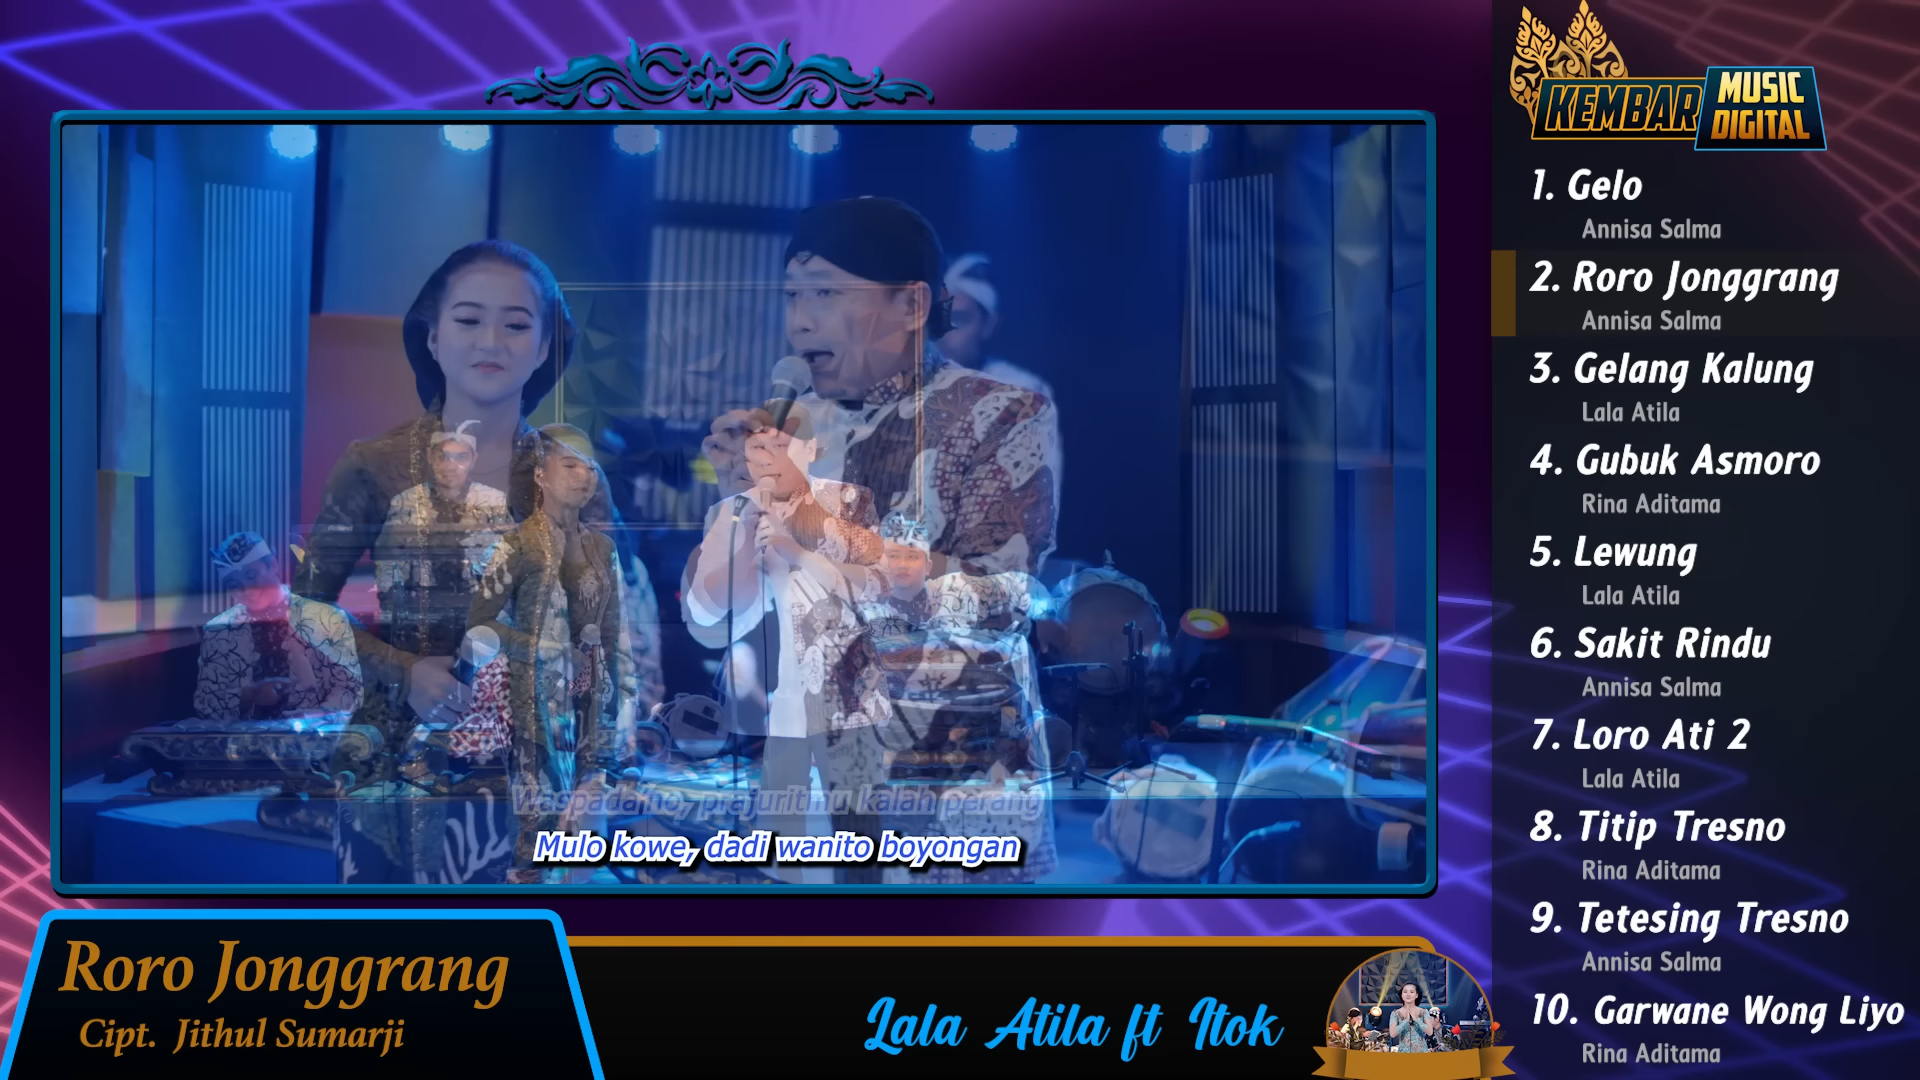 KEMBAR MUSIC DIGITAL
1. Gelo
Annisa Salma
2. Roro Jonggrang
Annisa Salma
3. Gelang Kalung
Lala Atila
4. Gubuk Asmoro
Rina Aditama
5. Lewung
Lala Atila
6. Sakit Rindu
Annisa Salma
7. Loro Ati 2
Lala Atila
8. Titip Tresno
Rina Aditama
9. Tetesing Tresno
Annisa Salma
10. Garwane Wong Liyo
Rina Aditama
Waspada'no, prajuritmu kalah perang
Mulo kowe, dadi wanito boyongan
Roro Jonggrang
Cipt. Jithul Sumarji
Lala Atila ft Itok